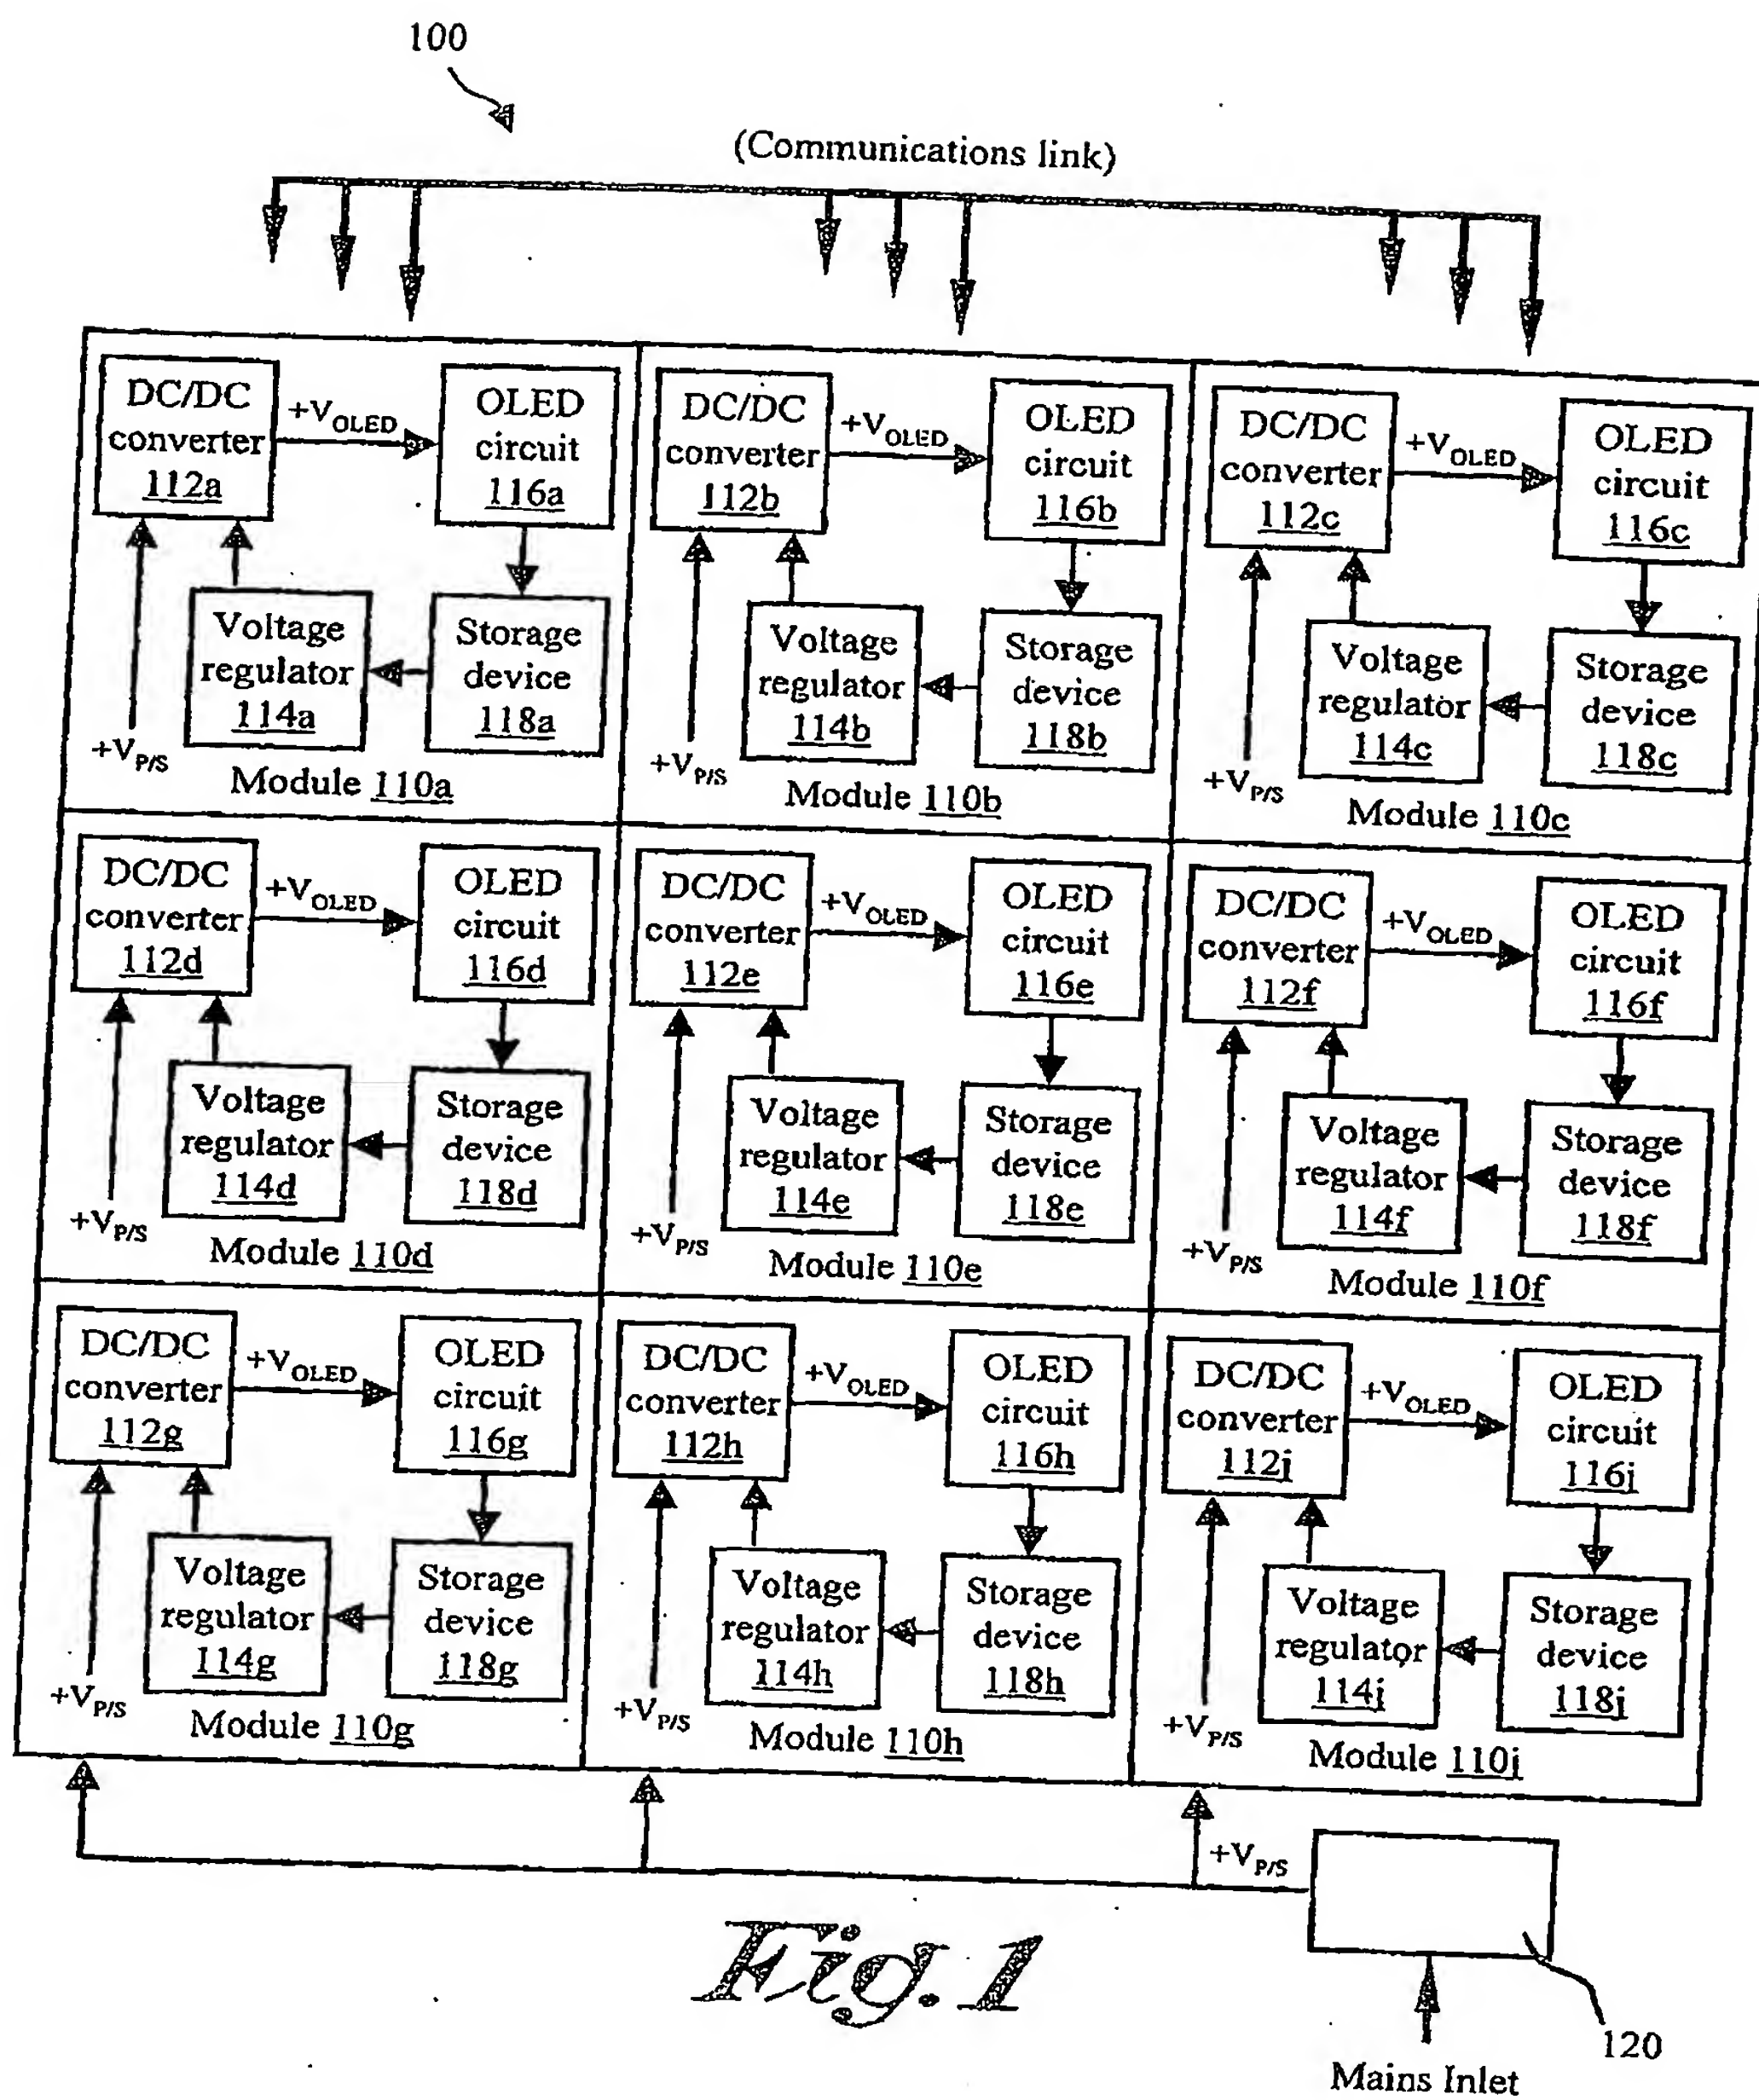 100
(Communications link)
DC/DC
converter
112a
+VOLED
OLED
circuit
116a
Voltage
regulator
114a
Storage
device
118a
+VP/S
Module 110a
DC/DC
converter
112b
+VOLED
OLED
circuit
116b
Voltage
regulator
114b
Storage
device
118b
+VP/S
Module 110b
DC/DC
converter
112c
+VOLED
OLED
circuit
116c
Voltage
regulator
114c
Storage
device
118c
+VP/S
Module 110c
DC/DC
converter
112d
+VOLED
OLED
circuit
116d
Voltage
regulator
114d
Storage
device
118d
+VP/S
Module 110d
DC/DC
converter
112e
+VOLED
OLED
circuit
116e
Voltage
regulator
114e
Storage
device
118e
+VP/S
Module 110e
DC/DC
converter
112f
+VOLED
OLED
circuit
116f
Voltage
regulator
114f
Storage
device
118f
+VP/S
Module 110f
DC/DC
converter
112g
+VOLED
OLED
circuit
116g
Voltage
regulator
114g
Storage
device
118g
+VP/S
Module 110g
DC/DC
converter
112h
+VOLED
OLED
circuit
116h
Voltage
regulator
114h
Storage
device
118h
+VP/S
Module 110h
DC/DC
converter
112j
+VOLED
OLED
circuit
116j
Voltage
regulator
114j
Storage
device
118j
+VP/S
Module 110j
+VP/S
Fig. 1
120
Mains Inlet